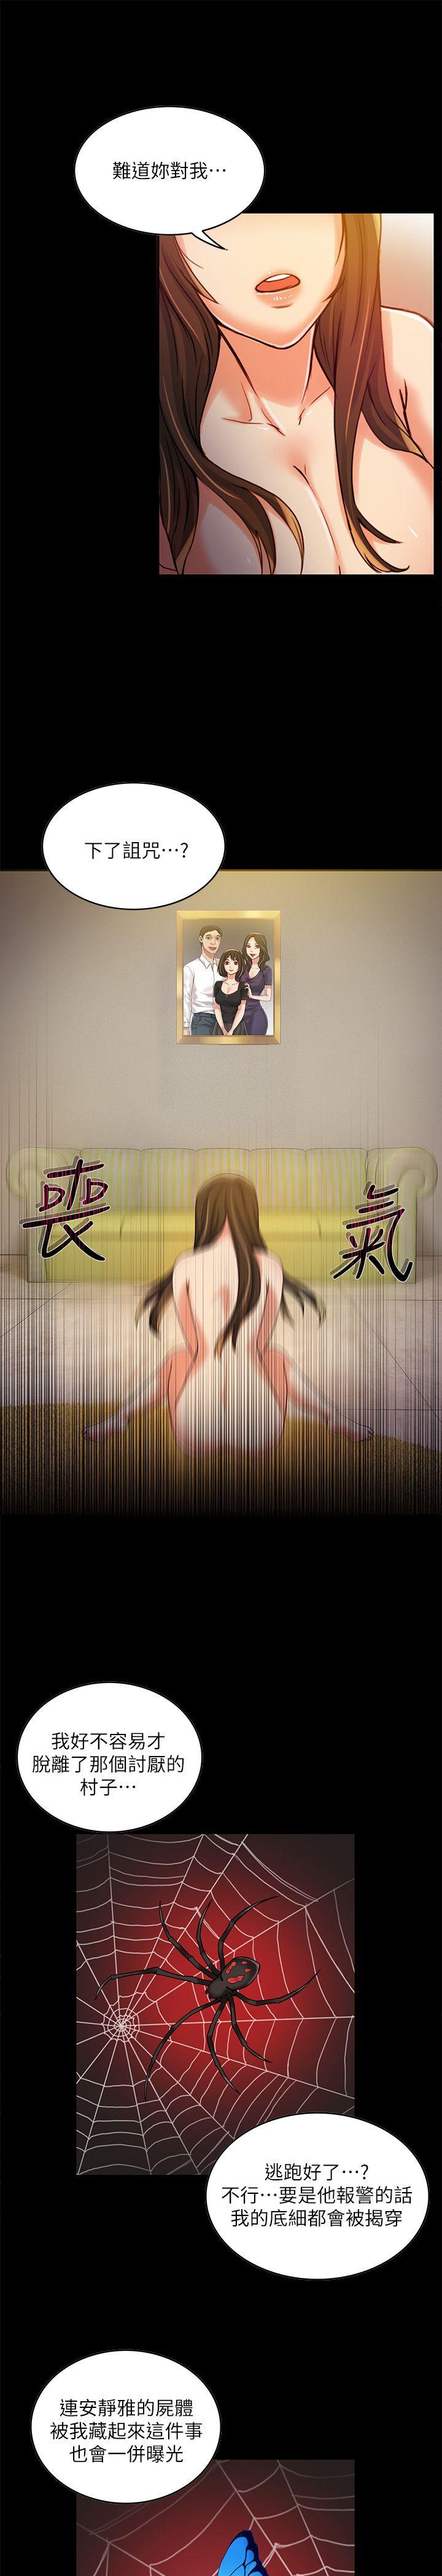 難道妳對我⋯
下了詛咒⋯?
喪
氣
我好不容易才
脫離了那個討厭的
村子⋯
逃跑好了⋯?
不行⋯要是他報警的話
我的底細都會被揭穿
連安靜雅的屍體
被我藏起來這件事
也會一併曝光